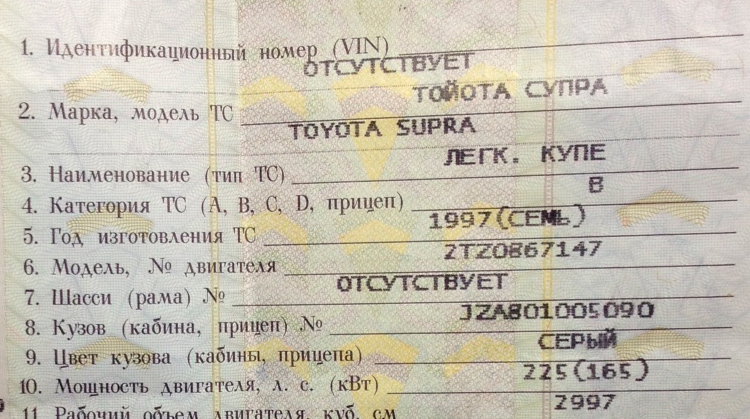 1. Идентификационный номер (VIN)
ОТСУТСТВУЕТ
ТОЙОТА СУПРА
2. Марка, модель ТС
TOYOTA SUPRA
ЛЕГК. КУПЕ
3. Наименование (тип ТС)
B
4. Категория ТС (А, В, С, D, прицеп)
1997(СЕМЬ)
5. Год изготовления ТС
2TZ0867147
6. Модель, № двигателя
ОТСУТСТВУЕТ
7. Шасси (рама) №
JZA801005090
8. Кузов (кабина, прицеп) №
СЕРЫЙ
9. Цвет кузова (кабины, прицепа)
225(165)
10. Мощность двигателя, л. с. (кВт)
2997
11 Рабочий объем двигателя, куб. см